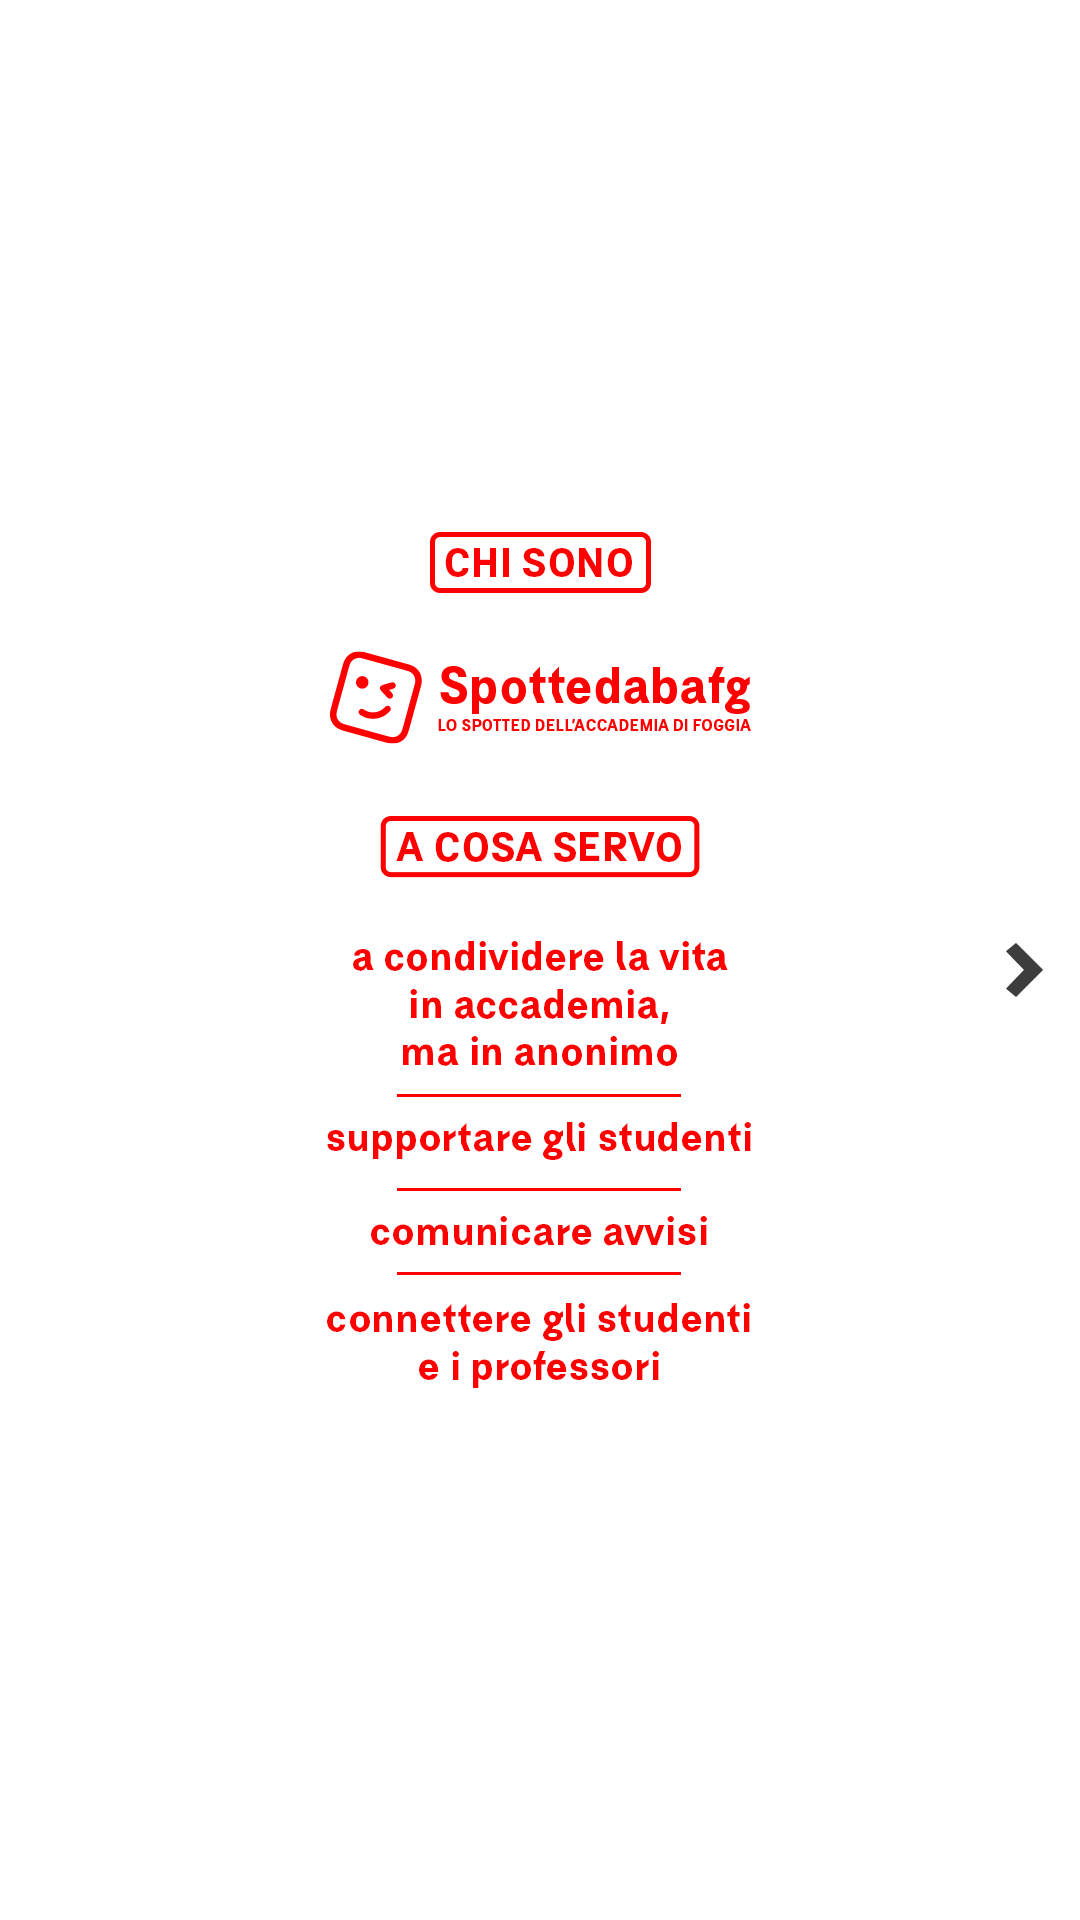 CHI SONO
Spottedabafg
LO SPOTTED DELL'ACCADEMIA DI FOGGIA
A COSA SERVO
a condividere la vita
in accademia,
ma in anonimo
supportare gli studenti
comunicare avvisi
connettere gli studenti
e i professori